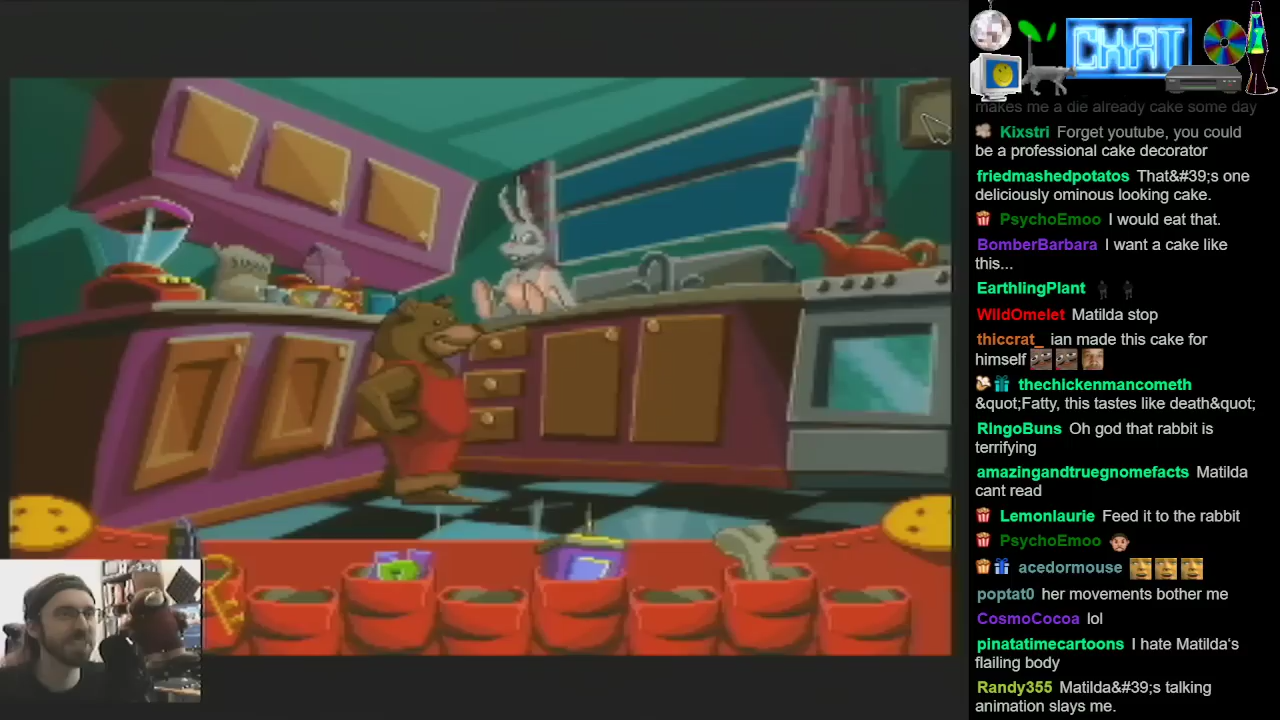 CHAT
makes me a die already cake some day
Kixstri Forget youtube, you could
be a professional cake decorator
friedmashedpotatos That&#39;s one
deliciously ominous looking cake.
PsychoEmoo I would eat that.
BomberBarbara I want a cake like
this...
EarthlingPlant
WildOmelet Matilda stop
thiccrat_ ian made this cake for
himself
thechickenmancometh
&quot;Fatty, this tastes like death&quot;
RingoBuns Oh god that rabbit is
terrifying
amazingandtruegnomefacts Matilda
cant read
Lemonlaurie Feed it to the rabbit
PsychoEmoo
acedormouse
poptat0 her movements bother me
CosmoCocoa lol
pinatatimecartoons I hate Matilda's
flailing body
Randy355 Matilda&#39;s talking
animation slays me.